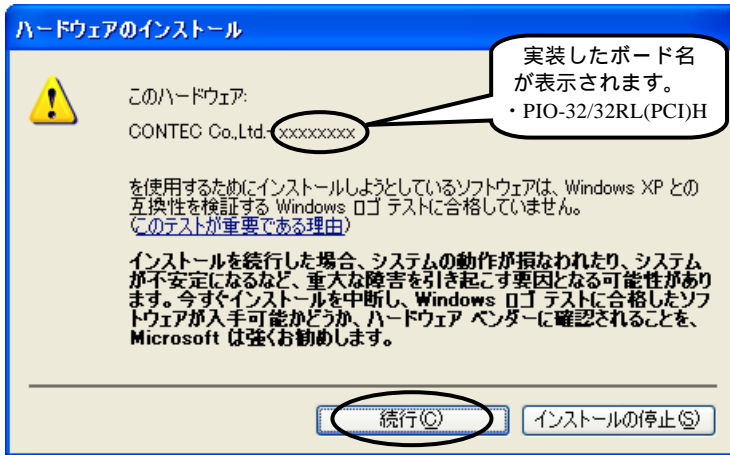 ハードウェアのインストール
実装したボード名
が表示されます。
・PIO-32/32RL(PCI)H
このハードウェア:
CONTEC Co.,Ltd.- xxxxxxxx
を使用するためにインストールしようとしているソフトウェアは、Windows XP との
互換性を検証する Windows ロゴ テストに合格していません。
(このテストが重要である理由)
インストールを続行した場合、システムの動作が損なわれたり、システム
が不安定になるなど、重大な障害を引き起こす要因となる可能性があり
ます。今すぐインストールを中断し、Windows ロゴ テストに合格したソフ
トウェアが入手可能かどうか、ハードウェア ベンダーに確認されることを、
Microsoft は強くお勧めします。
続行(C)
インストールの停止(S)